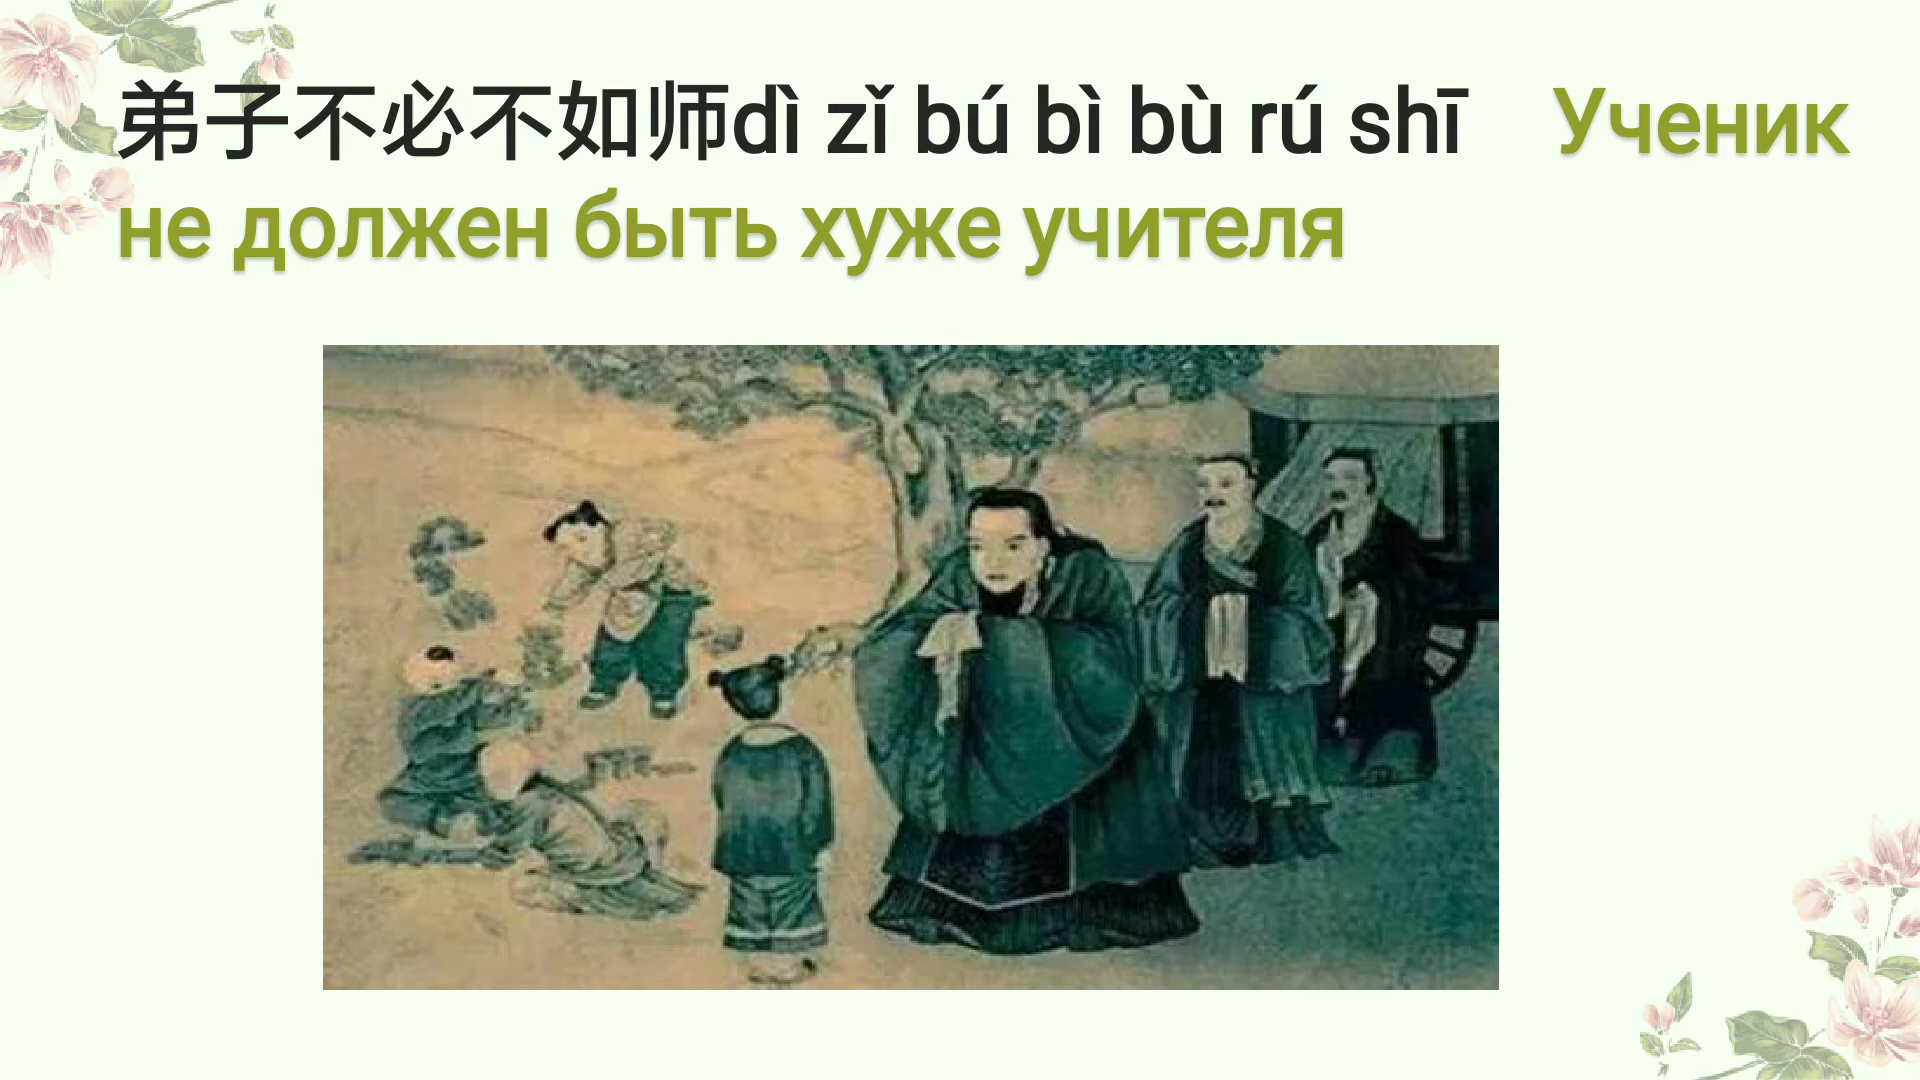 弟子不必不如师dì zǐ bú bì bù rú shī Ученик
не должен быть хуже учителя